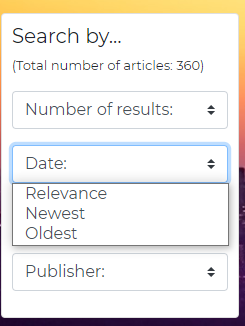 Search by...
(Total number of articles: 360)
Number of results:
Date:
Relevance
Newest
Oldest
Publisher: